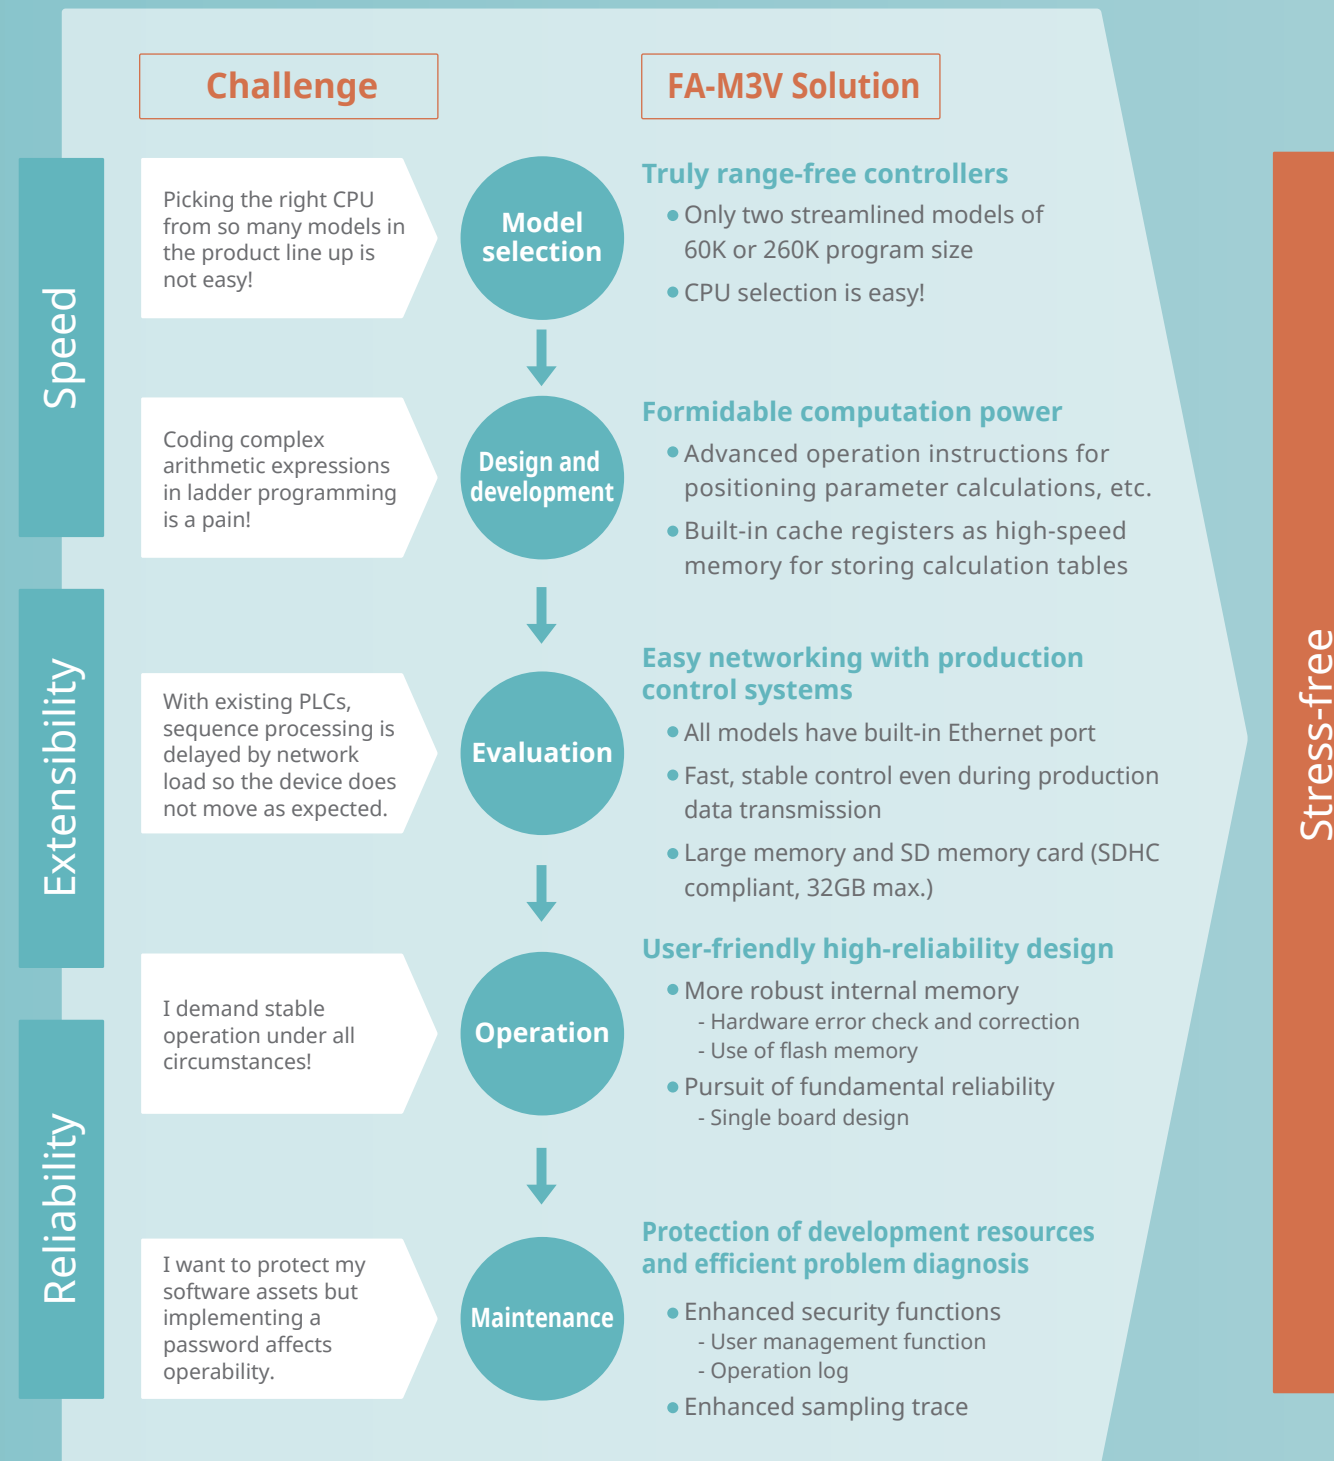 Challenge
FA-M3V Solution
Speed
Picking the right CPU
from so many models in
the product line up is
not easy!
Model
selection
Truly range-free controllers
• Only two streamlined models of
60K or 260K program size
• CPU selection is easy!
Coding complex
arithmetic expressions
in ladder programming
is a pain!
Design and
development
Formidable computation power
• Advanced operation instructions for
positioning parameter calculations, etc.
• Built-in cache registers as high-speed
memory for storing calculation tables
Extensibility
With existing PLCs,
sequence processing is
delayed by network
load so the device does
not move as expected.
Evaluation
Easy networking with production
control systems
• All models have built-in Ethernet port
• Fast, stable control even during production
data transmission
• Large memory and SD memory card (SDHC
compliant, 32GB max.)
Reliability
I demand stable
operation under all
circumstances!
Operation
User-friendly high-reliability design
• More robust internal memory
- Hardware error check and correction
- Use of flash memory
• Pursuit of fundamental reliability
- Single board design
I want to protect my
software assets but
implementing a
password affects
operability.
Maintenance
Protection of development resources
and efficient problem diagnosis
• Enhanced security functions
- User management function
- Operation log
• Enhanced sampling trace
Stress-free